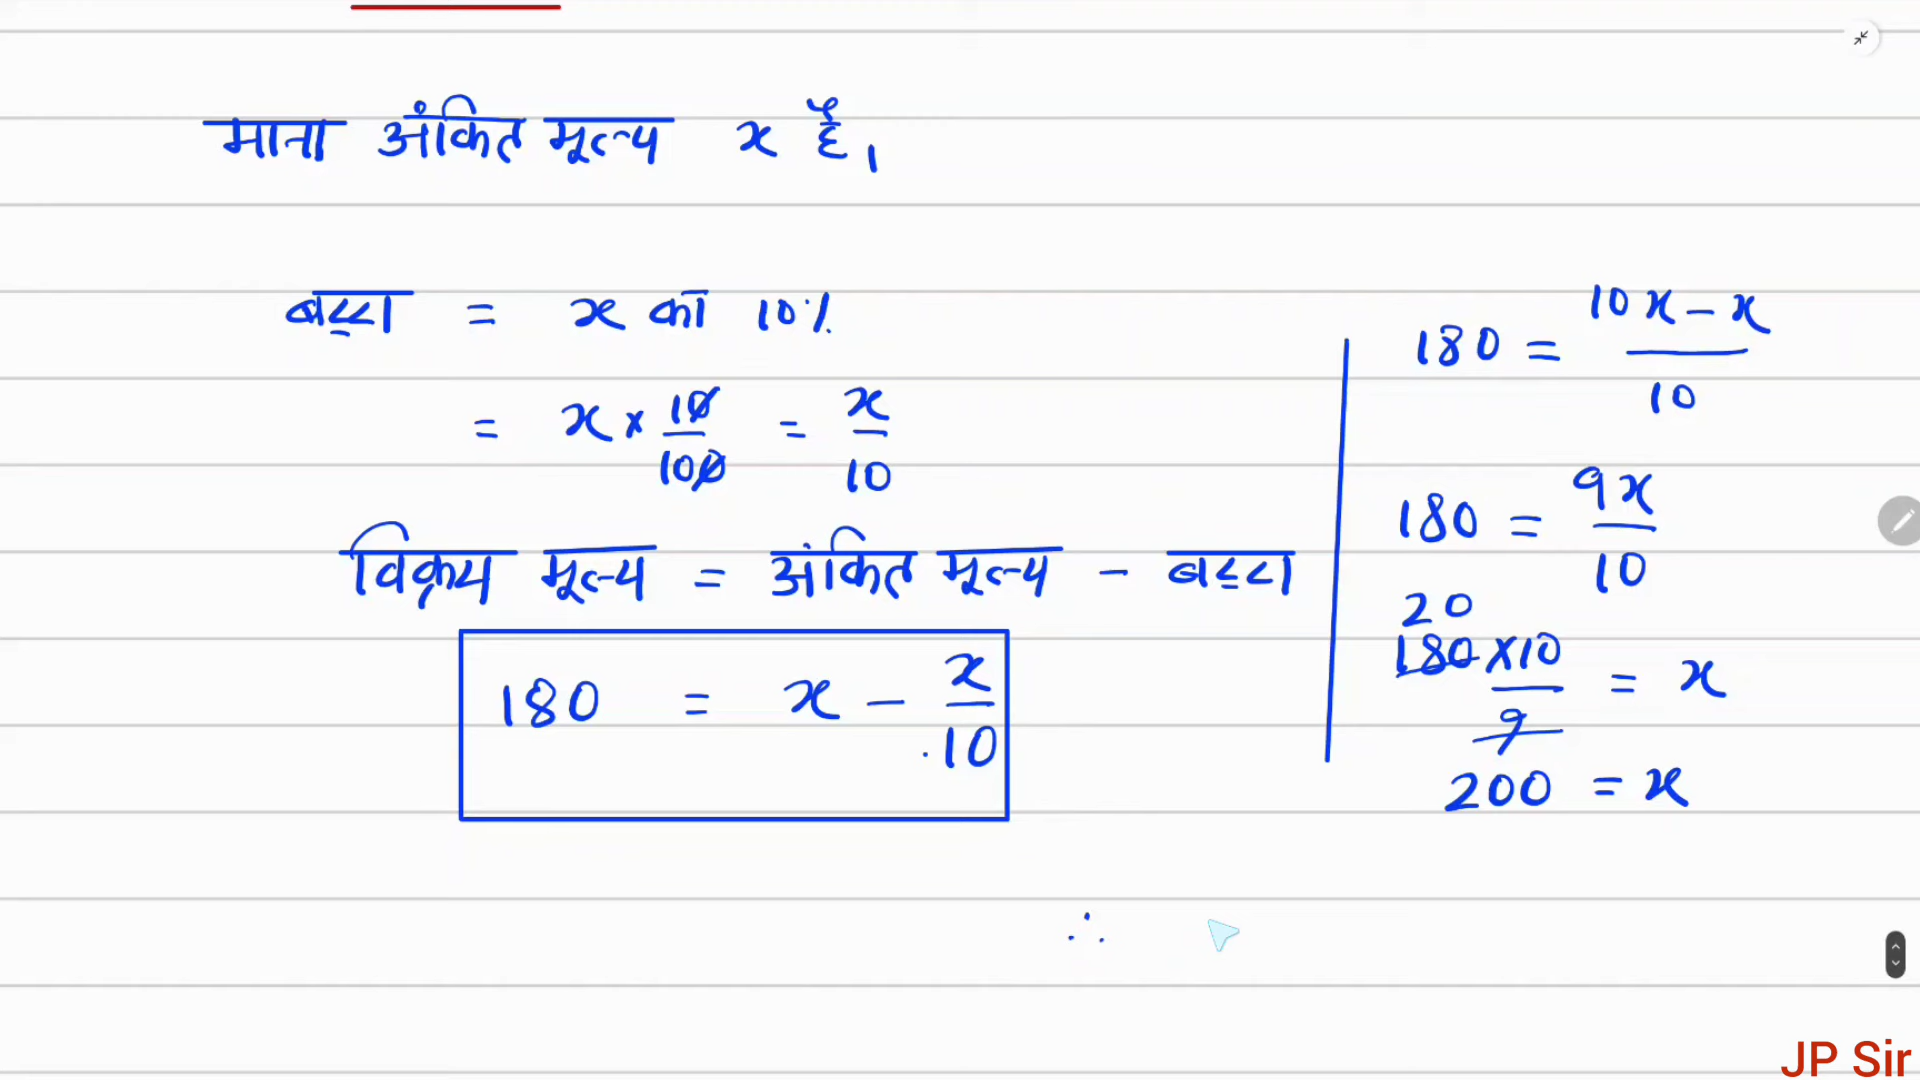 माना अंकित मूल्य x है,
बट्टा = x का 10%
= x × 10/100 = x/10
विक्रय मूल्य = अंकित मूल्य - बट्टा
180 = x - x/10
180 = 10x - x/10
180 = 9x/10
20
180×10/9 = x
200 = x
∴
JP Sir